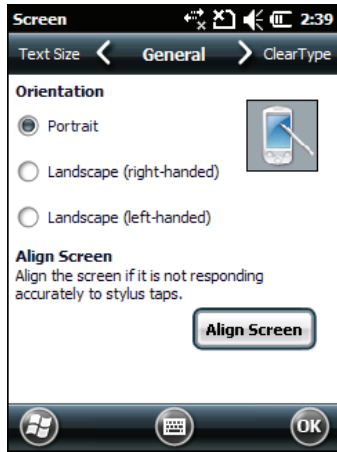 Screen 2:39
Text Size General ClearType
Orientation
Portrait
Landscape (right-handed)
Landscape (left-handed)
Align Screen
Align the screen if it is not responding
accurately to stylus taps.
Align Screen
OK